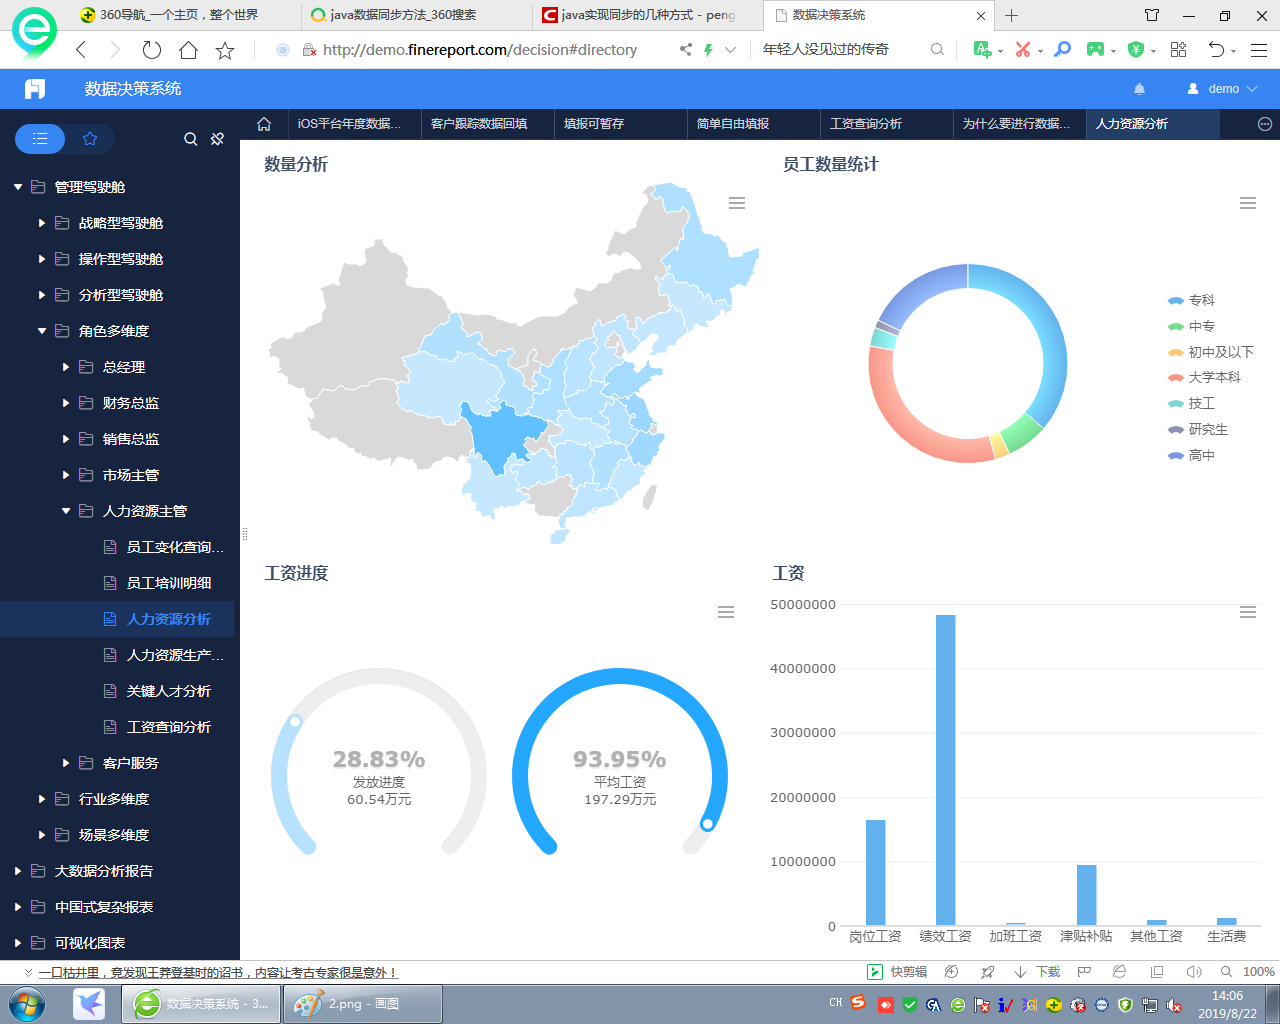 360导航_一个主页，整个世界
java数据同步方法_360搜索
java实现同步的几种方式 - peng
数据决策系统
http://demo.finereport.com/decision#directory
年轻人没见过的传奇
数据决策系统
demo
iOS平台年度数据...
客户跟踪数据回填
填报可暂存
简单自由填报
工资查询分析
为什么要进行数据...
人力资源分析
管理驾驶舱
战略型驾驶舱
操作型驾驶舱
分析型驾驶舱
角色多维度
总经理
财务总监
销售总监
市场主管
人力资源主管
员工变化查询...
员工培训明细
人力资源分析
人力资源生产...
关键人才分析
工资查询分析
客户服务
行业多维度
场景多维度
大数据分析报告
中国式复杂报表
可视化图表
数量分析
员工数量统计
专科
中专
初中及以下
大学本科
技工
研究生
高中
工资进度
28.83%
发放进度
60.54万元
93.95%
平均工资
197.29万元
工资
50000000
40000000
30000000
20000000
10000000
0
岗位工资
绩效工资
加班工资
津贴补贴
其他工资
生活费
一口枯井里，竟发现王莽登基时的诏书，内容让考古专家很是意外！
快剪辑
下载
100%
数据决策系统 - 3...
2.png - 画图
CH
14:06
2019/8/22